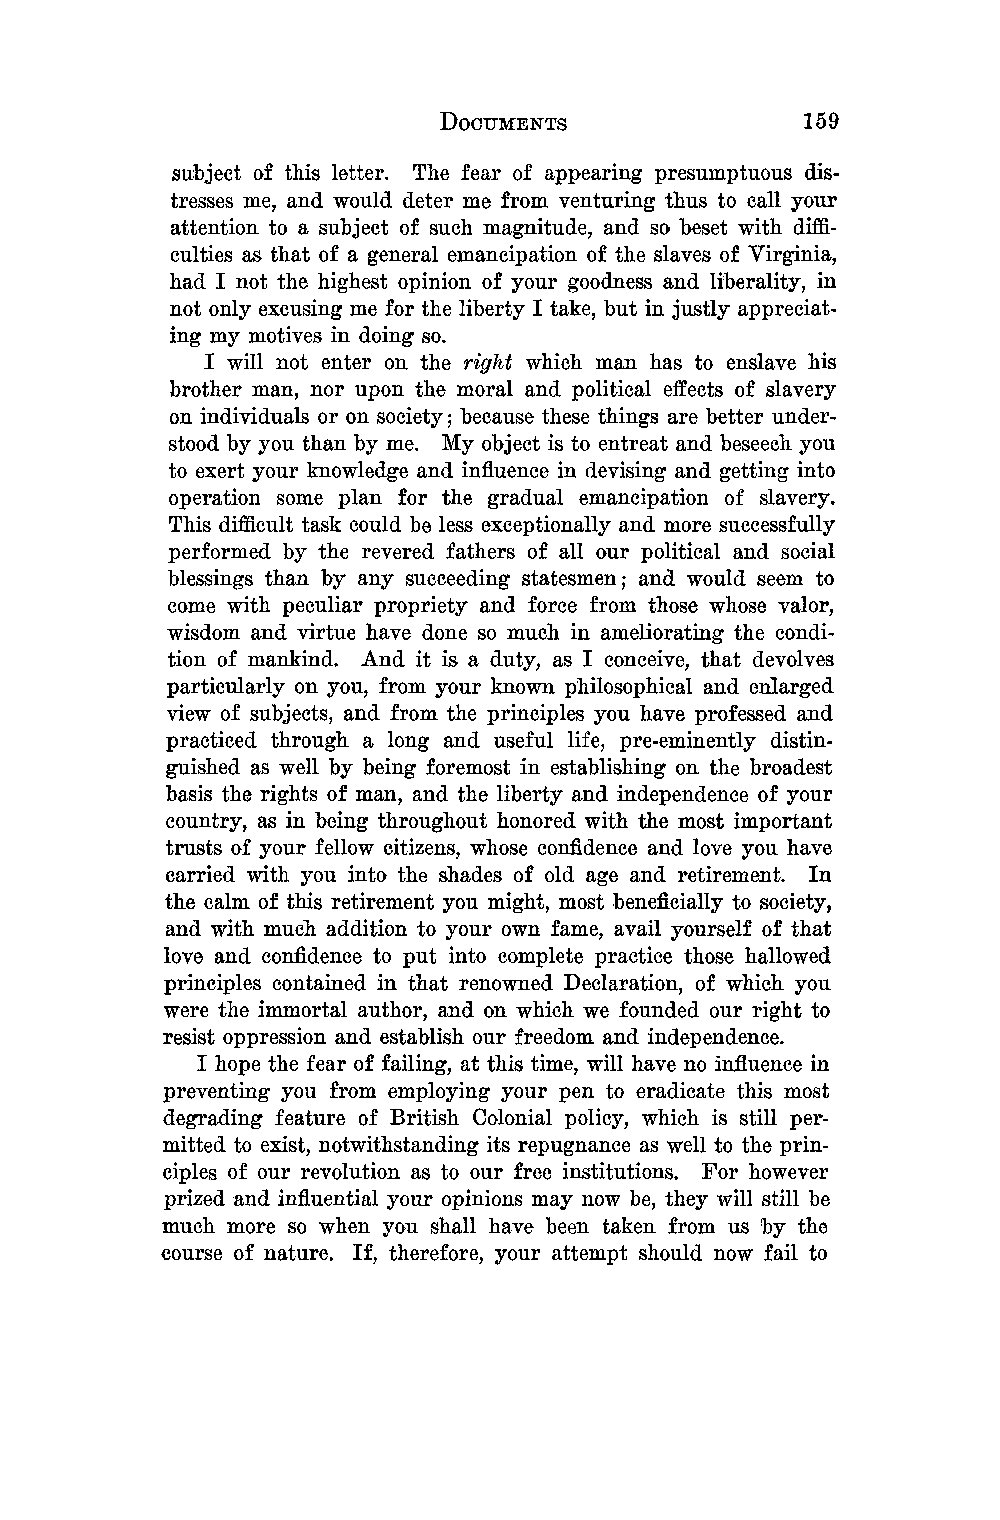 DOCUMENTS 159
subject of this letter. The fear of appearing presumptuous dis-
tresses me, and would deter me from venturing thus to call your
attention to a subject of such magnitude, and so beset with diffi-
culties as that of a general emancipation of the slaves of Virginia,
had I not the highest opinion of your goodness and liberality, in
not only excusing me for the liberty I take, but in justly appreciat-
ing my motives in doing so.
I will not enter on the right which man has to enslave his
brother man, nor upon the moral and political effects of slavery
on individuals or on society; because these things are better under-
stood by you than by me. My object is to entreat and beseech you
to exert your knowledge and influence in devising and getting into
operation some plan for the gradual emancipation of slavery.
This difficult task could be less exceptionally and more successfully
performed by the revered fathers of all our political and social
blessings than by any succeeding statesmen; and would seem to
come with peculiar propriety and force from those whose valor,
wisdom and virtue have done so much in ameliorating the condi-
tion of mankind. And it is a duty, as I conceive, that devolves
particularly on you, from your known philosophical and enlarged
view of subjects, and from the principles you have professed and
practiced through a long and useful life, pre-eminently distin-
guished as well by being foremost in establishing on the broadest
basis the rights of man, and the liberty and independence of your
country, as in being throughout honored with the most important
trusts of your fellow citizens, whose confidence and love you have
carried with you into the shades of old age and retirement. In
the calm of this retirement you might, most beneficially to society,
and with much addition to your own fame, avail yourself of that
love and confidence to put into complete practice those hallowed
principles contained in that renowned Declaration, of which you
were the immortal author, and on which we founded our right to
resist oppression and establish our freedom and independence.
I hope the fear of failing, at this time, will have no influence in
preventing you from employing your pen to eradicate this most
degrading feature of British Colonial policy, which is still per-
mitted to exist, notwithstanding its repugnance as well to the prin-
ciples of our revolution as to our free institutions. For however
prized and influential your opinions may now be, they will still be
much more so when you shall have been taken from us by the
course of nature. If, therefore, your attempt should now fail to